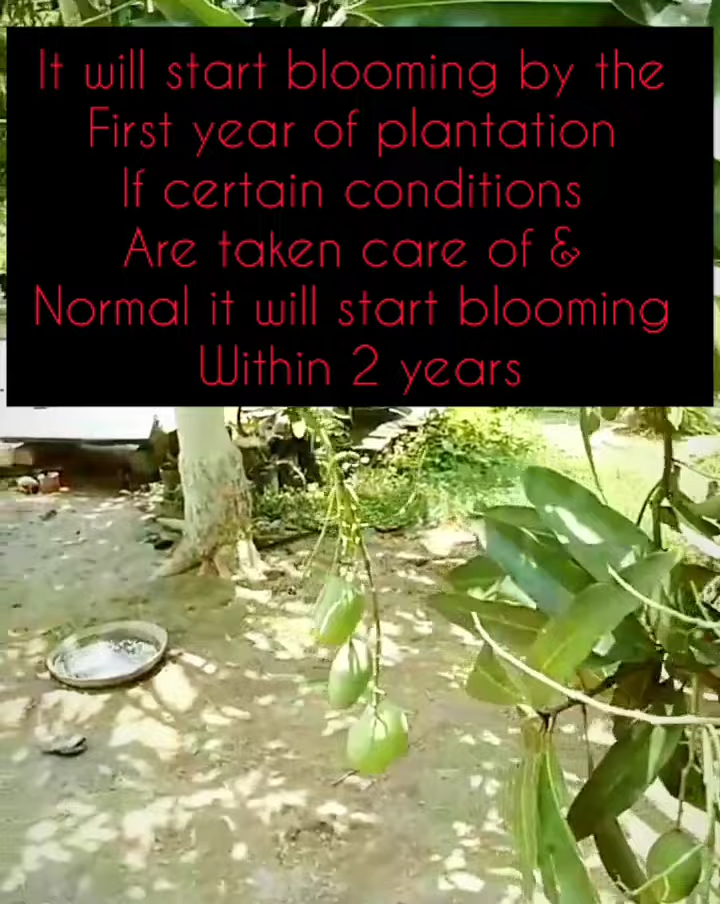 It will start blooming by the
First year of plantation
If certain conditions
Are taken care of &
Normal it will start blooming
Within 2 years